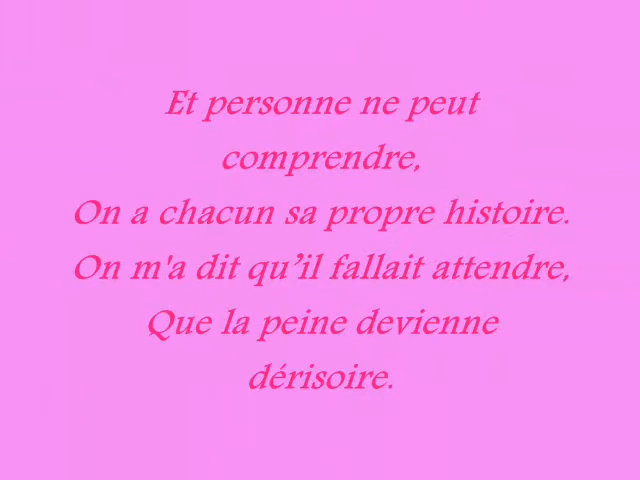 Et personne ne peut
comprendre,
On a chacun sa propre histoire.
On m'a dit qu’il fallait attendre,
Que la peine devienne
dérisoire.